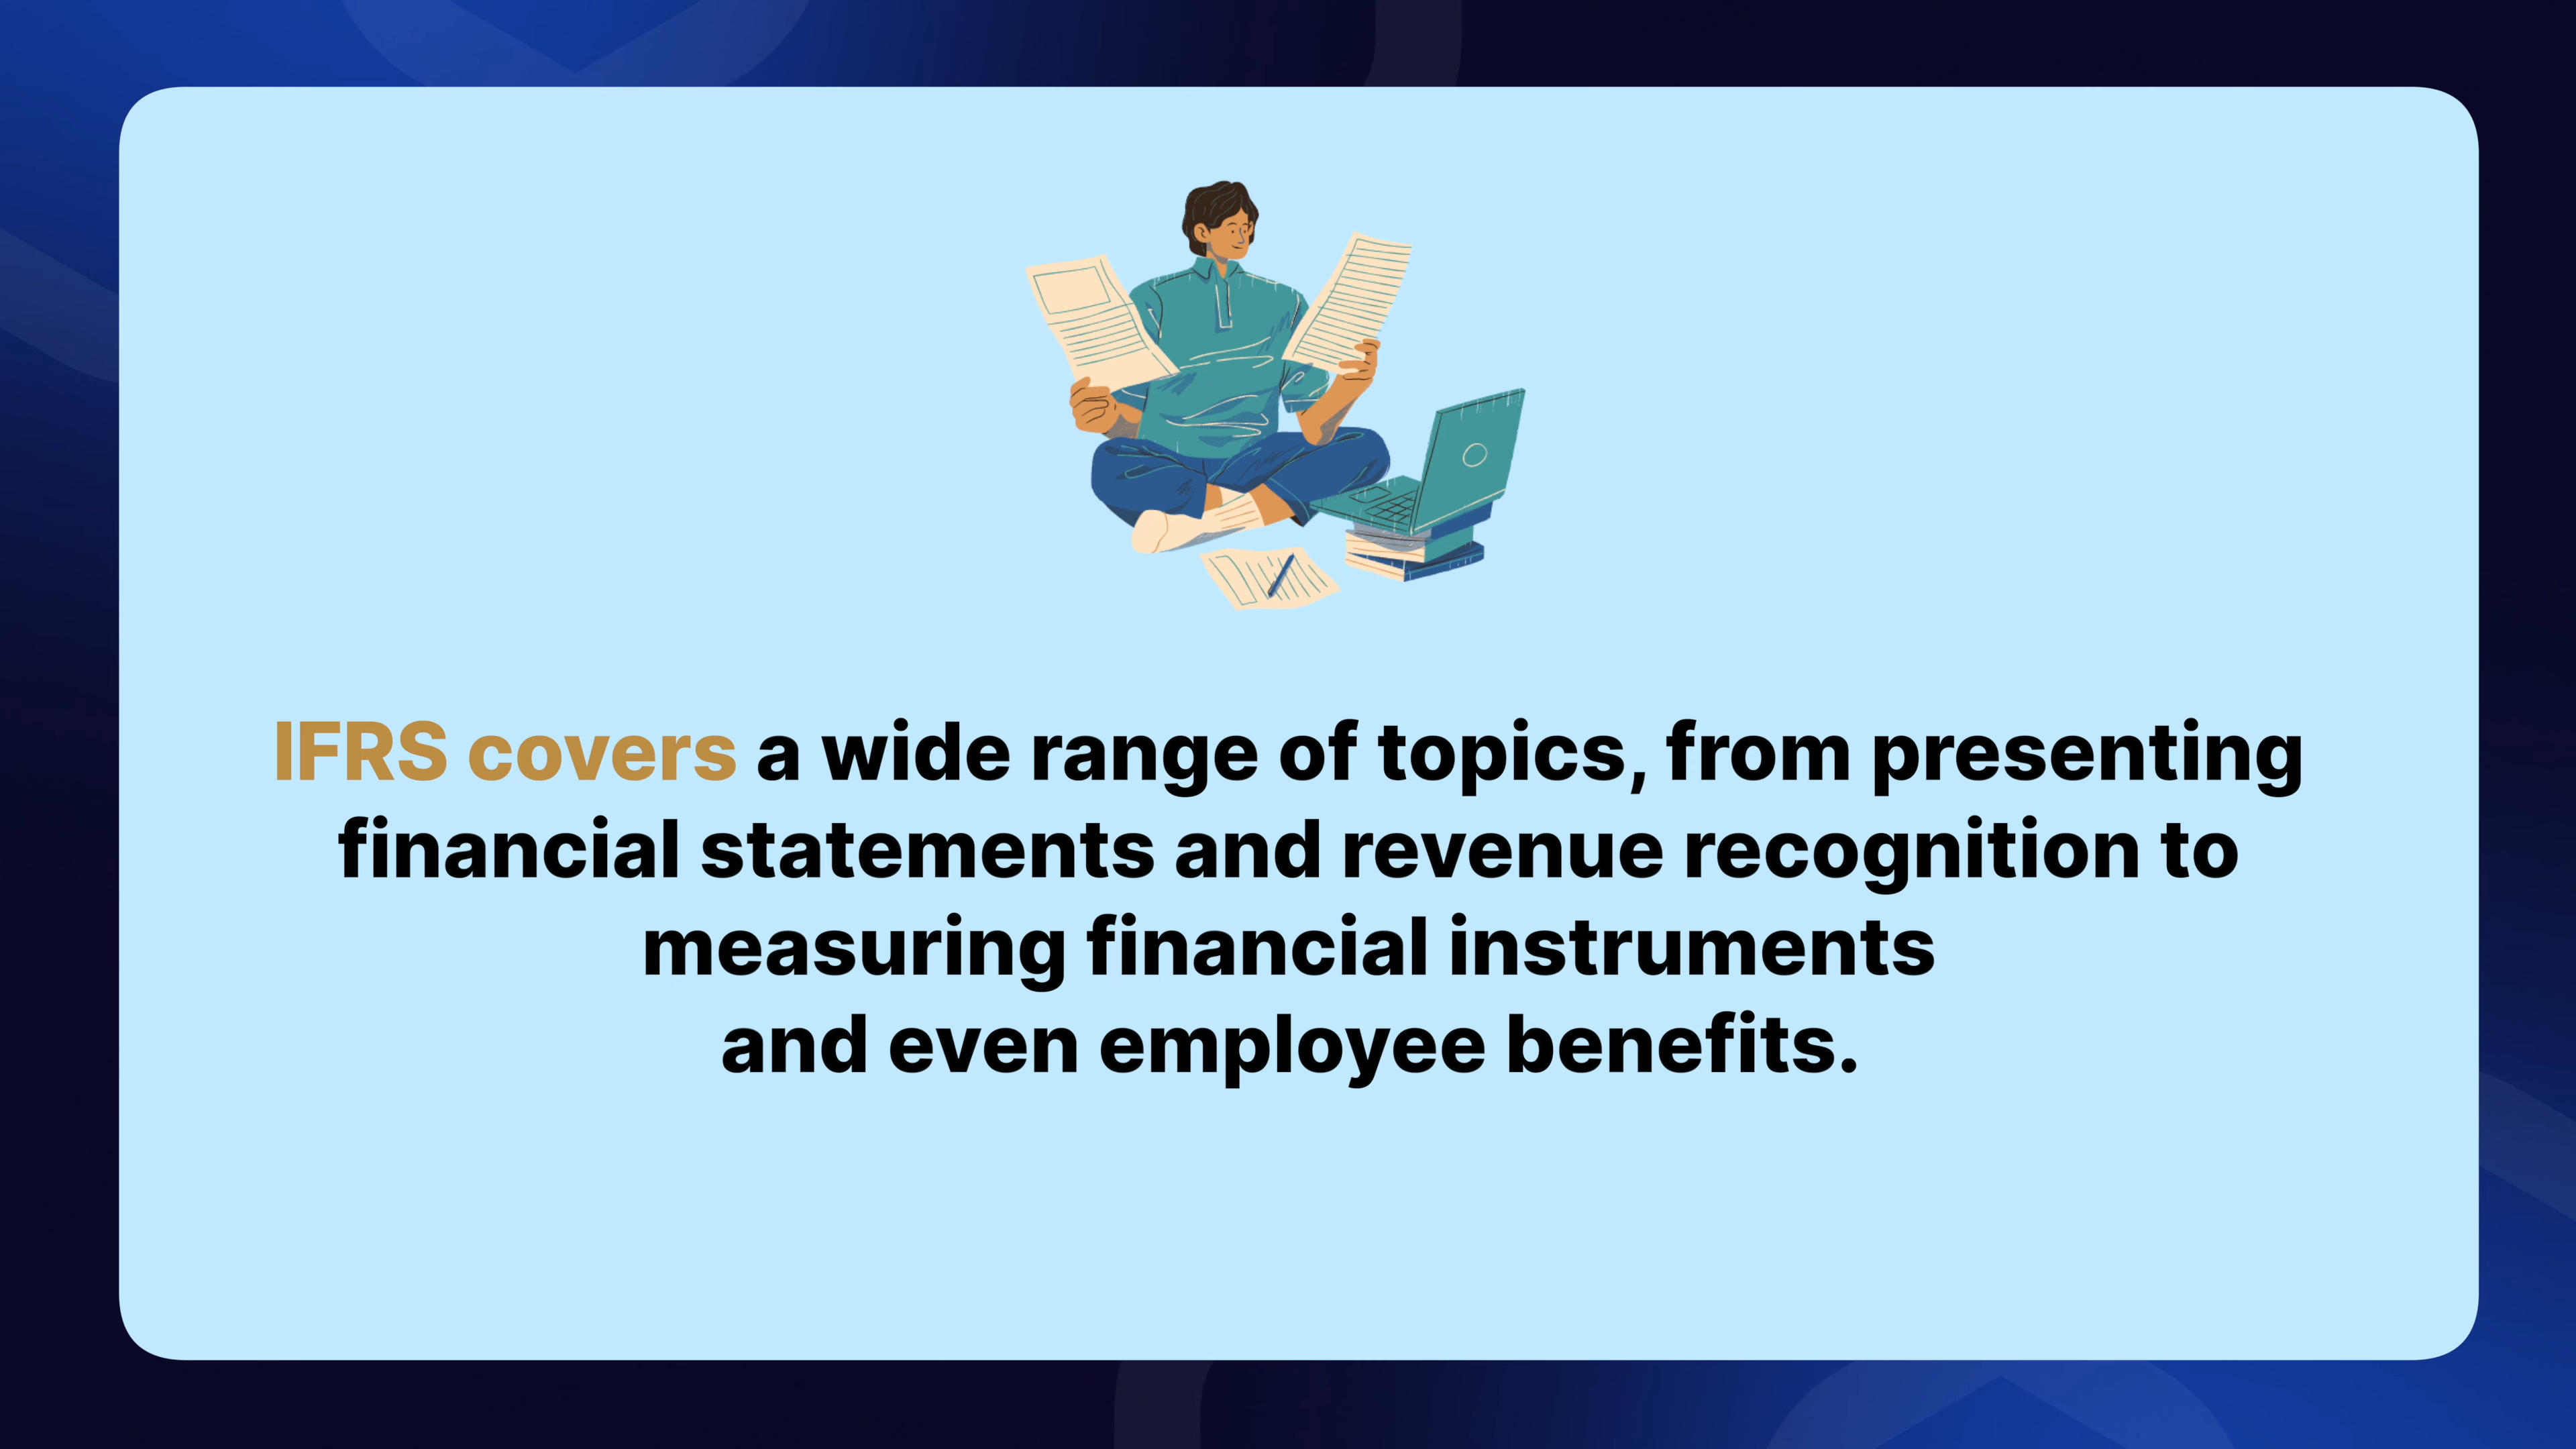 IFRS covers a wide range of topics, from presenting
financial statements and revenue recognition to
measuring financial instruments
and even employee benefits.